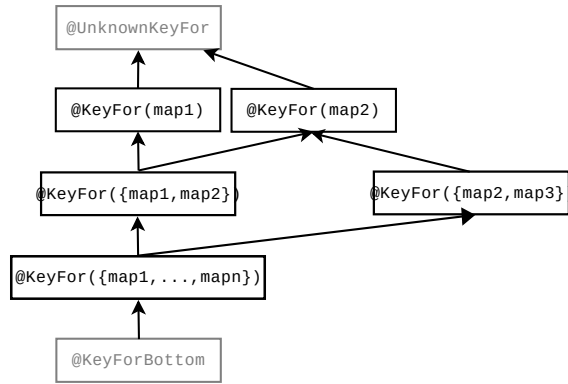 @UnknownKeyFor
@KeyFor(map1)
@KeyFor(map2)
@KeyFor({map1,map2})
@KeyFor({map2,map3}
@KeyFor({map1,...,mapn})
@KeyForBottom